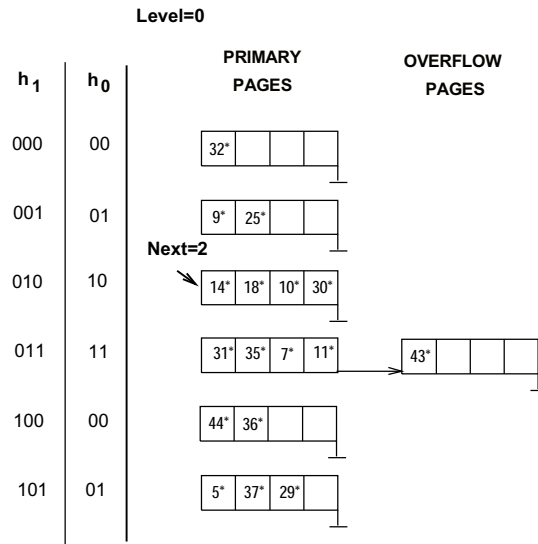 Level=0
h1 h0 PRIMARY PAGES OVERFLOW PAGES
000 00 32*
001 01 9* 25*
Next=2
010 10 14* 18* 10* 30*
011 11 31* 35* 7* 11* 43*
100 00 44* 36*
101 01 5* 37* 29*